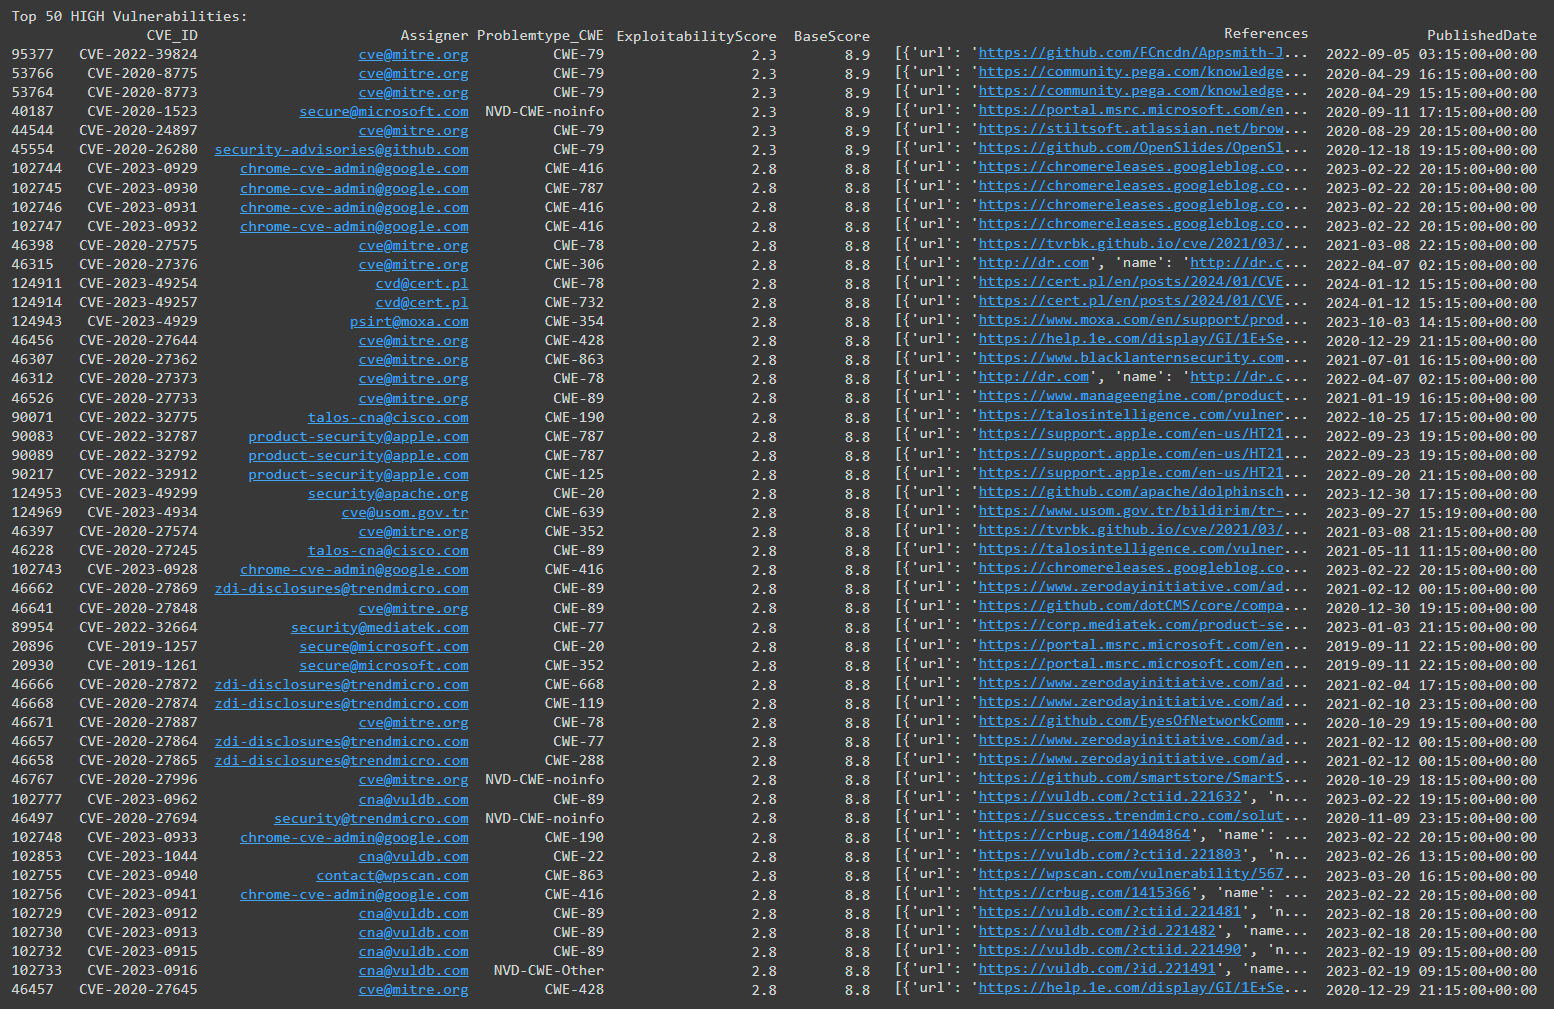 Top 50 HIGH Vulnerabilities:
CVE_ID Assigner Problemtype_CWE ExploitabilityScore BaseScore References PublishedDate
95377 CVE-2022-39824 cve@mitre.org CWE-79 2.3 8.9 [{'url': 'https://github.com/FCncdn/Appsmith-J... 2022-09-05 03:15:00+00:00
53766 CVE-2020-8775 cve@mitre.org CWE-79 2.3 8.9 [{'url': 'https://community.pega.com/knowledge... 2020-04-29 16:15:00+00:00
53764 CVE-2020-8773 cve@mitre.org CWE-79 2.3 8.9 [{'url': 'https://community.pega.com/knowledge... 2020-04-29 15:15:00+00:00
40187 CVE-2020-1523 secure@microsoft.com NVD-CWE-noinfo 2.3 8.9 [{'url': 'https://portal.msrc.microsoft.com/en... 2020-09-11 17:15:00+00:00
44544 CVE-2020-24897 cve@mitre.org CWE-79 2.3 8.9 [{'url': 'https://stiltsoft.atlassian.net/brow... 2020-08-29 20:15:00+00:00
45554 CVE-2020-26280 security-advisories@github.com CWE-79 2.3 8.9 [{'url': 'https://github.com/OpenSlides/OpenSl... 2020-12-18 19:15:00+00:00
102744 CVE-2023-0929 chrome-cve-admin@google.com CWE-416 2.8 8.8 [{'url': 'https://chromereleases.googleblog.co... 2023-02-22 20:15:00+00:00
102745 CVE-2023-0930 chrome-cve-admin@google.com CWE-787 2.8 8.8 [{'url': 'https://chromereleases.googleblog.co... 2023-02-22 20:15:00+00:00
102746 CVE-2023-0931 chrome-cve-admin@google.com CWE-416 2.8 8.8 [{'url': 'https://chromereleases.googleblog.co... 2023-02-22 20:15:00+00:00
102747 CVE-2023-0932 chrome-cve-admin@google.com CWE-416 2.8 8.8 [{'url': 'https://chromereleases.googleblog.co... 2023-02-22 20:15:00+00:00
46398 CVE-2020-27575 cve@mitre.org CWE-78 2.8 8.8 [{'url': 'https://tvrbk.github.io/cve/2021/03/... 2021-03-08 22:15:00+00:00
46315 CVE-2020-27376 cve@mitre.org CWE-306 2.8 8.8 [{'url': 'http://dr.com', 'name': 'http://dr.c... 2022-04-07 02:15:00+00:00
124911 CVE-2023-49254 cvd@cert.pl CWE-78 2.8 8.8 [{'url': 'https://cert.pl/en/posts/2024/01/CVE... 2024-01-12 15:15:00+00:00
124914 CVE-2023-49257 cvd@cert.pl CWE-732 2.8 8.8 [{'url': 'https://cert.pl/en/posts/2024/01/CVE... 2024-01-12 15:15:00+00:00
124943 CVE-2023-4929 psirt@moxa.com CWE-354 2.8 8.8 [{'url': 'https://www.moxa.com/en/support/prod... 2023-10-03 14:15:00+00:00
46456 CVE-2020-27644 cve@mitre.org CWE-428 2.8 8.8 [{'url': 'https://help.1e.com/display/GI/1E+Se... 2020-12-29 21:15:00+00:00
46307 CVE-2020-27362 cve@mitre.org CWE-863 2.8 8.8 [{'url': 'https://www.blacklanternsecurity.com... 2021-07-01 16:15:00+00:00
46312 CVE-2020-27373 cve@mitre.org CWE-78 2.8 8.8 [{'url': 'http://dr.com', 'name': 'http://dr.c... 2022-04-07 02:15:00+00:00
46526 CVE-2020-27733 cve@mitre.org CWE-89 2.8 8.8 [{'url': 'https://www.manageengine.com/product... 2021-01-19 16:15:00+00:00
90071 CVE-2022-32775 talos-cna@cisco.com CWE-190 2.8 8.8 [{'url': 'https://talosintelligence.com/vulner... 2022-10-25 17:15:00+00:00
90083 CVE-2022-32787 product-security@apple.com CWE-787 2.8 8.8 [{'url': 'https://support.apple.com/en-us/HT21... 2022-09-23 19:15:00+00:00
90089 CVE-2022-32792 product-security@apple.com CWE-787 2.8 8.8 [{'url': 'https://support.apple.com/en-us/HT21... 2022-09-23 19:15:00+00:00
90217 CVE-2022-32912 product-security@apple.com CWE-125 2.8 8.8 [{'url': 'https://support.apple.com/en-us/HT21... 2022-09-20 21:15:00+00:00
124953 CVE-2023-49299 security@apache.org CWE-20 2.8 8.8 [{'url': 'https://github.com/apache/dolphinsch... 2023-12-30 17:15:00+00:00
124969 CVE-2023-4934 cve@usom.gov.tr CWE-639 2.8 8.8 [{'url': 'https://www.usom.gov.tr/bildirim/tr-... 2023-09-27 15:19:00+00:00
46397 CVE-2020-27574 cve@mitre.org CWE-352 2.8 8.8 [{'url': 'https://tvrbk.github.io/cve/2021/03/... 2021-03-08 21:15:00+00:00
46228 CVE-2020-27245 talos-cna@cisco.com CWE-89 2.8 8.8 [{'url': 'https://talosintelligence.com/vulner... 2021-05-11 11:15:00+00:00
102743 CVE-2023-0928 chrome-cve-admin@google.com CWE-416 2.8 8.8 [{'url': 'https://chromereleases.googleblog.co... 2023-02-22 20:15:00+00:00
46662 CVE-2020-27869 zdi-disclosures@trendmicro.com CWE-89 2.8 8.8 [{'url': 'https://www.zerodayinitiative.com/ad... 2021-02-12 00:15:00+00:00
46641 CVE-2020-27848 cve@mitre.org CWE-89 2.8 8.8 [{'url': 'https://github.com/dotCMS/core/compa... 2020-12-30 19:15:00+00:00
89954 CVE-2022-32664 security@mediatek.com CWE-77 2.8 8.8 [{'url': 'https://corp.mediatek.com/product-se... 2023-01-03 21:15:00+00:00
20896 CVE-2019-1257 secure@microsoft.com CWE-20 2.8 8.8 [{'url': 'https://portal.msrc.microsoft.com/en... 2019-09-11 22:15:00+00:00
20930 CVE-2019-1261 secure@microsoft.com CWE-352 2.8 8.8 [{'url': 'https://portal.msrc.microsoft.com/en... 2019-09-11 22:15:00+00:00
46666 CVE-2020-27872 zdi-disclosures@trendmicro.com CWE-668 2.8 8.8 [{'url': 'https://www.zerodayinitiative.com/ad... 2021-02-04 17:15:00+00:00
46668 CVE-2020-27874 zdi-disclosures@trendmicro.com CWE-119 2.8 8.8 [{'url': 'https://www.zerodayinitiative.com/ad... 2021-02-10 23:15:00+00:00
46671 CVE-2020-27887 cve@mitre.org CWE-78 2.8 8.8 [{'url': 'https://github.com/EyesOfNetworkComm... 2020-10-29 19:15:00+00:00
46657 CVE-2020-27864 zdi-disclosures@trendmicro.com CWE-77 2.8 8.8 [{'url': 'https://www.zerodayinitiative.com/ad... 2021-02-12 00:15:00+00:00
46658 CVE-2020-27865 zdi-disclosures@trendmicro.com CWE-288 2.8 8.8 [{'url': 'https://www.zerodayinitiative.com/ad... 2021-02-12 00:15:00+00:00
46767 CVE-2020-27996 cve@mitre.org NVD-CWE-noinfo 2.8 8.8 [{'url': 'https://github.com/smartstore/SmartS... 2020-10-29 18:15:00+00:00
102777 CVE-2023-0962 cna@vuldb.com CWE-89 2.8 8.8 [{'url': 'https://vuldb.com/?ctiid.221632', 'n... 2023-02-22 19:15:00+00:00
46497 CVE-2020-27694 security@trendmicro.com NVD-CWE-noinfo 2.8 8.8 [{'url': 'https://success.trendmicro.com/solut... 2020-11-09 23:15:00+00:00
102748 CVE-2023-0933 chrome-cve-admin@google.com CWE-190 2.8 8.8 [{'url': 'https://crbug.com/1404864', 'name': ... 2023-02-22 20:15:00+00:00
102853 CVE-2023-1044 cna@vuldb.com CWE-22 2.8 8.8 [{'url': 'https://vuldb.com/?ctiid.221803', 'n... 2023-02-26 13:15:00+00:00
102755 CVE-2023-0940 contact@wpscan.com CWE-863 2.8 8.8 [{'url': 'https://wpscan.com/vulnerability/567... 2023-03-20 16:15:00+00:00
102756 CVE-2023-0941 chrome-cve-admin@google.com CWE-416 2.8 8.8 [{'url': 'https://crbug.com/1415366', 'name': ... 2023-02-22 20:15:00+00:00
102729 CVE-2023-0912 cna@vuldb.com CWE-89 2.8 8.8 [{'url': 'https://vuldb.com/?ctiid.221481', 'n... 2023-02-18 20:15:00+00:00
102730 CVE-2023-0913 cna@vuldb.com CWE-89 2.8 8.8 [{'url': 'https://vuldb.com/?id.221482', 'name... 2023-02-18 20:15:00+00:00
102732 CVE-2023-0915 cna@vuldb.com CWE-89 2.8 8.8 [{'url': 'https://vuldb.com/?ctiid.221490', 'n... 2023-02-19 09:15:00+00:00
102733 CVE-2023-0916 cna@vuldb.com NVD-CWE-Other 2.8 8.8 [{'url': 'https://vuldb.com/?id.221491', 'name... 2023-02-19 09:15:00+00:00
46457 CVE-2020-27645 cve@mitre.org CWE-428 2.8 8.8 [{'url': 'https://help.1e.com/display/GI/1E+Se... 2020-12-29 21:15:00+00:00